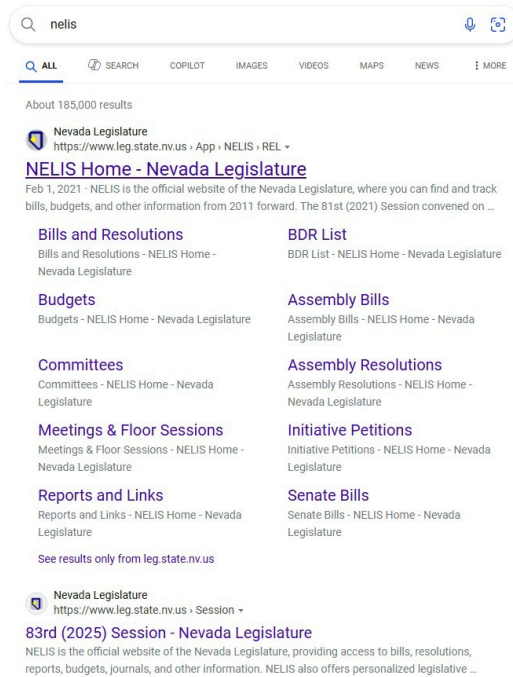 nelis
ALL SEARCH COPILOT IMAGES VIDEOS MAPS NEWS MORE
About 185,000 results
Nevada Legislature
https://www.leg.state.nv.us › App › NELIS › REL
NELIS Home - Nevada Legislature
Feb 1, 2021 · NELIS is the official website of the Nevada Legislature, where you can find and track
bills, budgets, and other information from 2011 forward. The 81st (2021) Session convened on ...
Bills and Resolutions
Bills and Resolutions - NELIS Home -
Nevada Legislature
BDR List
BDR List - NELIS Home - Nevada Legislature
Budgets
Budgets - NELIS Home - Nevada Legislature
Assembly Bills
Assembly Bills - NELIS Home - Nevada
Legislature
Committees
Committees - NELIS Home - Nevada
Legislature
Assembly Resolutions
Assembly Resolutions - NELIS Home -
Nevada Legislature
Meetings & Floor Sessions
Meetings & Floor Sessions - NELIS Home -
Nevada Legislature
Initiative Petitions
Initiative Petitions - NELIS Home - Nevada
Legislature
Reports and Links
Reports and Links - NELIS Home - Nevada
Legislature
Senate Bills
Senate Bills - NELIS Home - Nevada
Legislature
See results only from leg.state.nv.us
Nevada Legislature
https://www.leg.state.nv.us › Session
83rd (2025) Session - Nevada Legislature
NELIS is the official website of the Nevada Legislature, providing access to bills, resolutions,
reports, budgets, journals, and other information. NELIS also offers personalized legislative ...